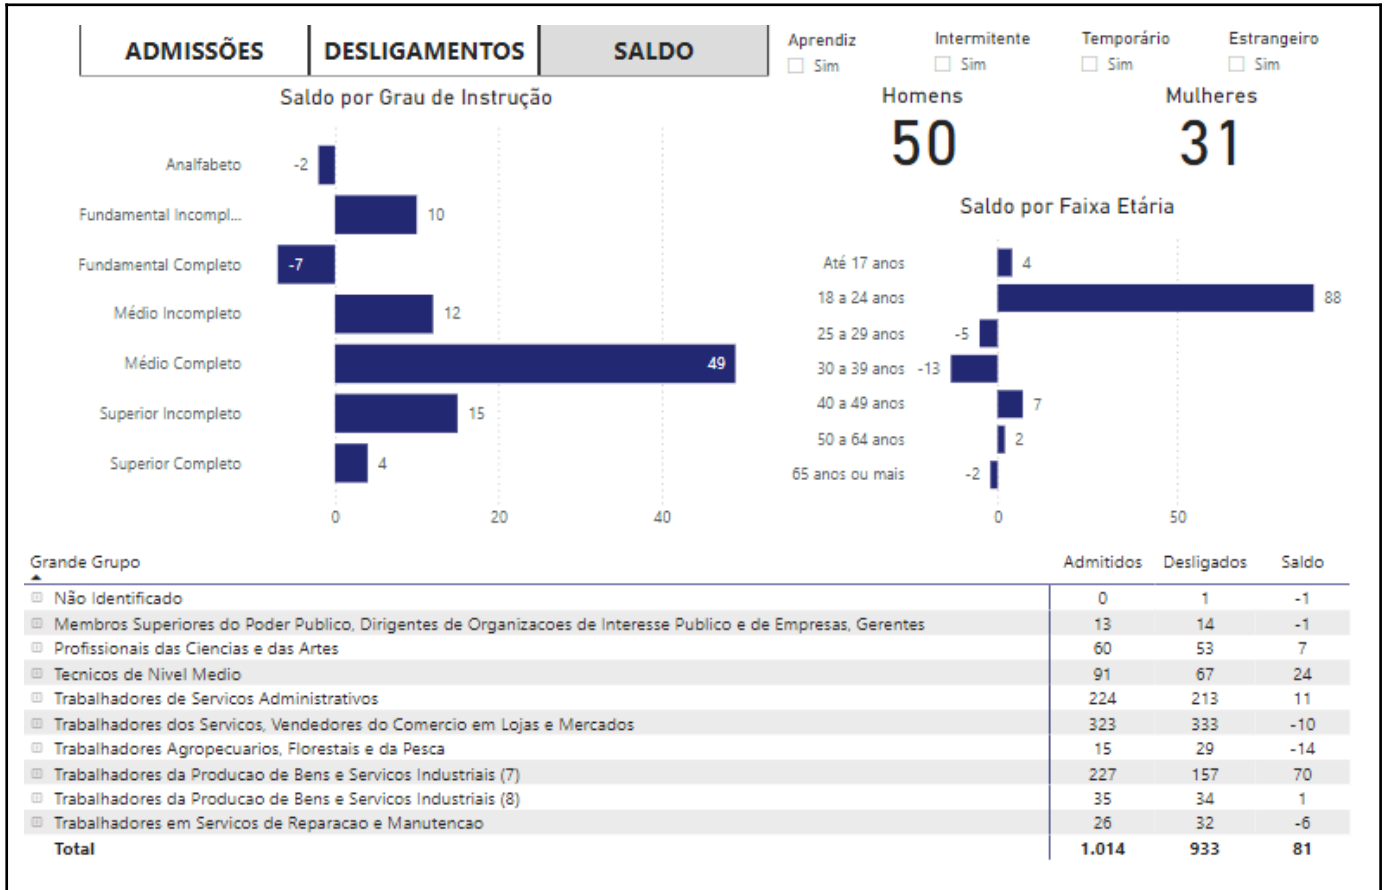 ADMISSÕES DESLIGAMENTOS SALDO
Aprendiz Intermitente Temporário Estrangeiro
Sim Sim Sim Sim
Saldo por Grau de Instrução
Analfabeto -2
Fundamental Incompl... 10
Fundamental Completo -7
Médio Incompleto 12
Médio Completo 49
Superior Incompleto 15
Superior Completo 4
0 20 40
Homens Mulheres
50 31
Saldo por Faixa Etária
Até 17 anos 4
18 a 24 anos 88
25 a 29 anos -5
30 a 39 anos -13
40 a 49 anos 7
50 a 64 anos 2
65 anos ou mais -2
0 50
Grande Grupo Admitidos Desligados Saldo
Não Identificado 0 1 -1
Membros Superiores do Poder Publico, Dirigentes de Organizacoes de Interesse Publico e de Empresas, Gerentes 13 14 -1
Profissionais das Ciencias e das Artes 60 53 7
Tecnicos de Nivel Medio 91 67 24
Trabalhadores de Servicos Administrativos 224 213 11
Trabalhadores dos Servicos, Vendedores do Comercio em Lojas e Mercados 323 333 -10
Trabalhadores Agropecuarios, Florestais e da Pesca 15 29 -14
Trabalhadores da Producao de Bens e Servicos Industriais (7) 227 157 70
Trabalhadores da Producao de Bens e Servicos Industriais (8) 35 34 1
Trabalhadores em Servicos de Reparacao e Manutencao 26 32 -6
Total 1.014 933 81